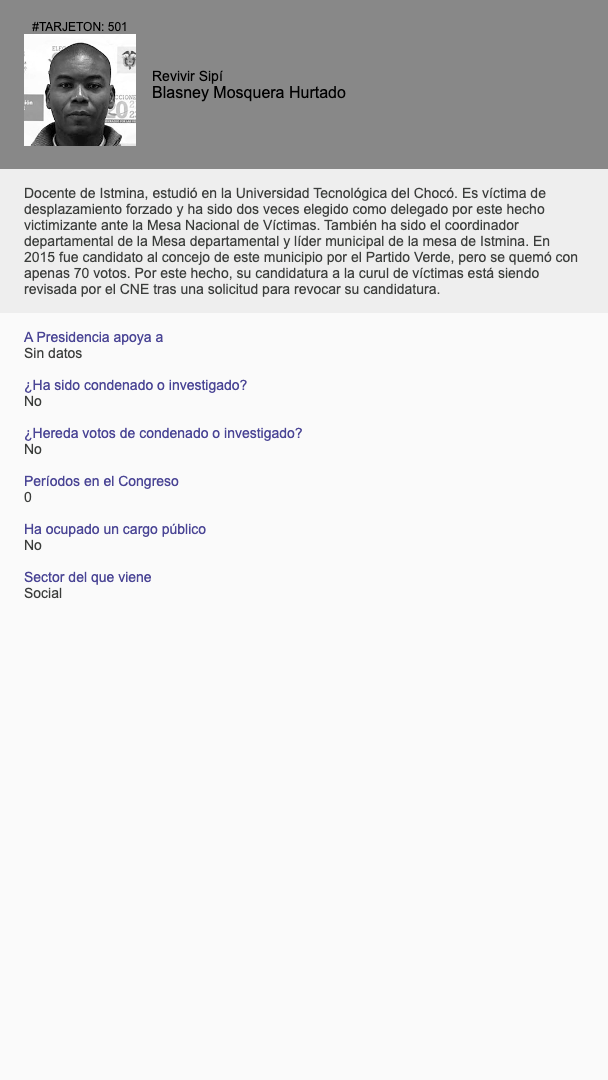 #TARJETON: 501
Revivir Sipí
Blasney Mosquera Hurtado
Docente de Istmina, estudió en la Universidad Tecnológica del Chocó. Es víctima de
desplazamiento forzado y ha sido dos veces elegido como delegado por este hecho
victimizante ante la Mesa Nacional de Víctimas. También ha sido el coordinador
departamental de la Mesa departamental y líder municipal de la mesa de Istmina. En
2015 fue candidato al concejo de este municipio por el Partido Verde, pero se quemó con
apenas 70 votos. Por este hecho, su candidatura a la curul de víctimas está siendo
revisada por el CNE tras una solicitud para revocar su candidatura.
A Presidencia apoya a
Sin datos
¿Ha sido condenado o investigado?
No
¿Hereda votos de condenado o investigado?
No
Períodos en el Congreso
0
Ha ocupado un cargo público
No
Sector del que viene
Social